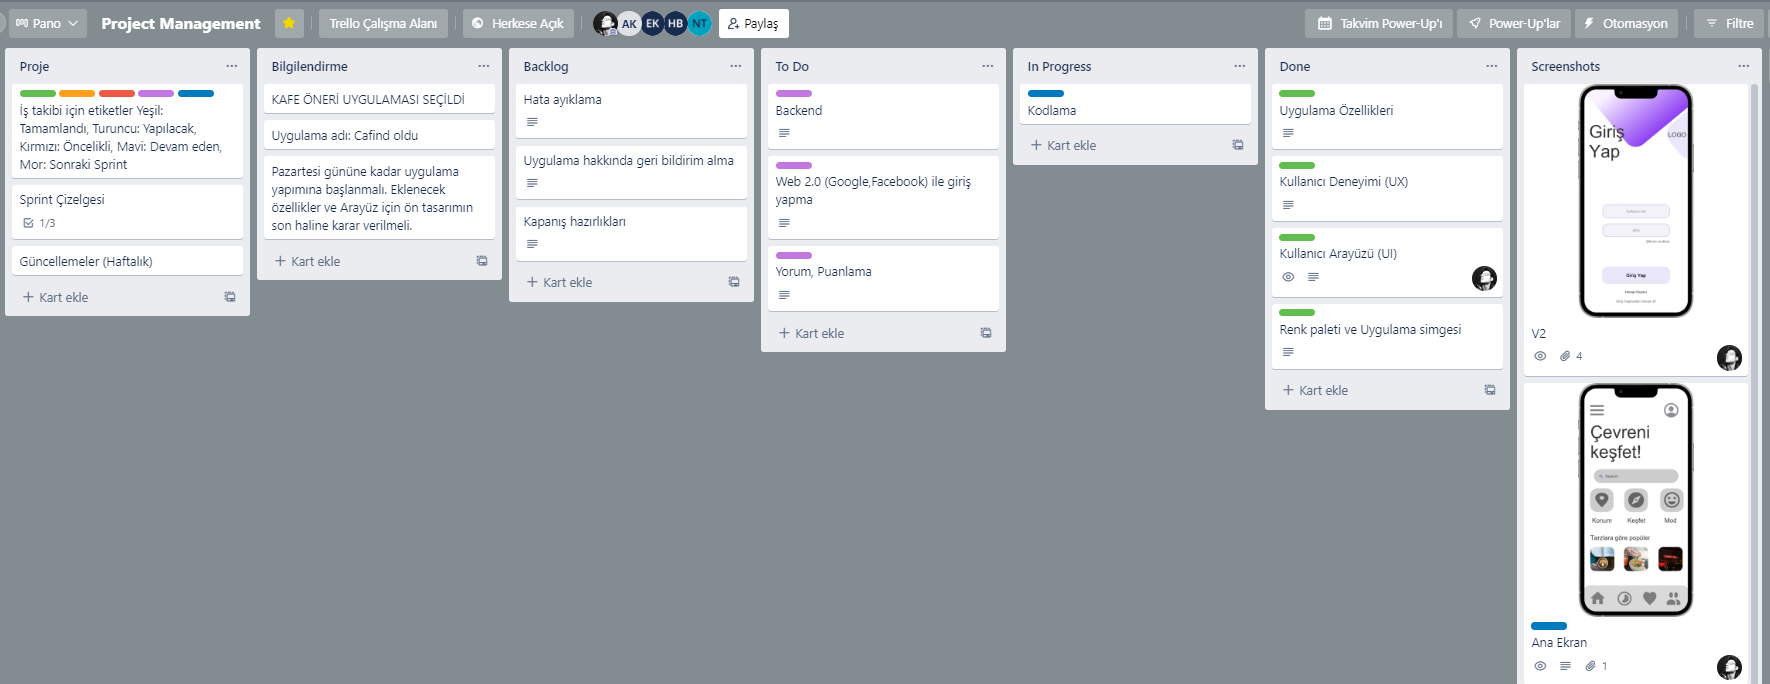 Pano
Project Management
Trello Çalışma Alanı
Herkese Açık
AK
EK
HB
NT
Paylaş
Takvim Power-Up'ı
Power-Up'lar
Otomasyon
Filtre
Proje
İş takibi için etiketler Yeşil:
Tamamlandı, Turuncu: Yapılacak,
Kırmızı: Öncelikli, Mavi: Devam eden,
Mor: Sonraki Sprint
Sprint Çizelgesi
1/3
Güncellemeler (Haftalık)
Kart ekle
Bilgilendirme
KAFE ÖNERİ UYGULAMASI SEÇİLDİ
Uygulama adı: Cafind oldu
Pazartesi gününe kadar uygulama
yapımına başlanmalı. Eklenecek
özellikler ve Arayüz için ön tasarımın
son haline karar verilmeli.
Kart ekle
Backlog
Hata ayıklama
Uygulama hakkında geri bildirim alma
Kapanış hazırlıkları
Kart ekle
To Do
Backend
Web 2.0 (Google,Facebook) ile giriş
yapma
Yorum, Puanlama
Kart ekle
In Progress
Kodlama
Kart ekle
Done
Uygulama Özellikleri
Kullanıcı Deneyimi (UX)
Kullanıcı Arayüzü (UI)
Renk paleti ve Uygulama simgesi
Kart ekle
Screenshots
Giriş
Yap
LOGO
Giriş Yap
V2
4
Çevreni
keşfet!
Search
Konum
Keşfet
Mod
Tarzlara göre popüler
Ana Ekran
1